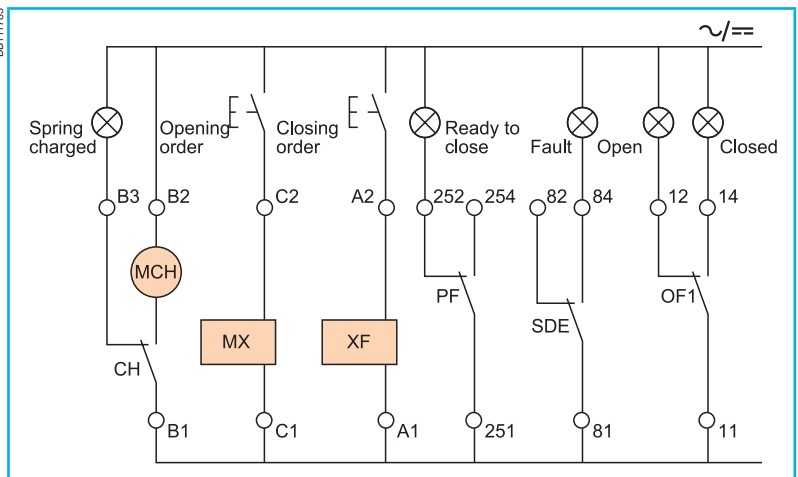 ~/==
Spring charged
Opening order
Closing order
Ready to close
Fault
Open
Closed
B3
B2
C2
A2
252
254
82
84
12
14
MCH
PF
OF1
SDE
MX
XF
CH
B1
C1
A1
251
81
11